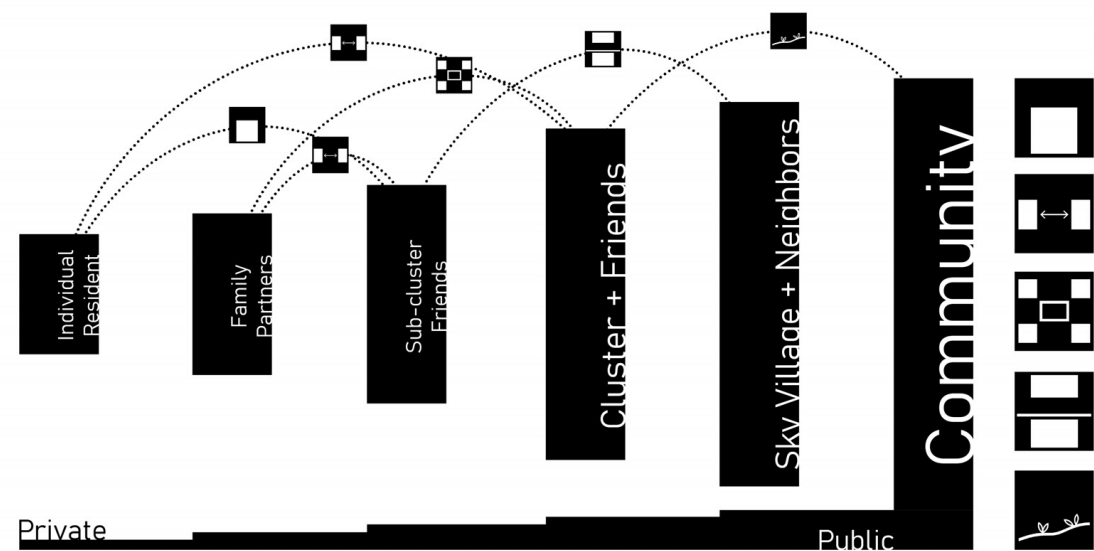 Individual
Resident
Family
Partners
Sub-cluster
Friends
Cluster + Friends
Sky Village + Neighbors
Community
Private
Public